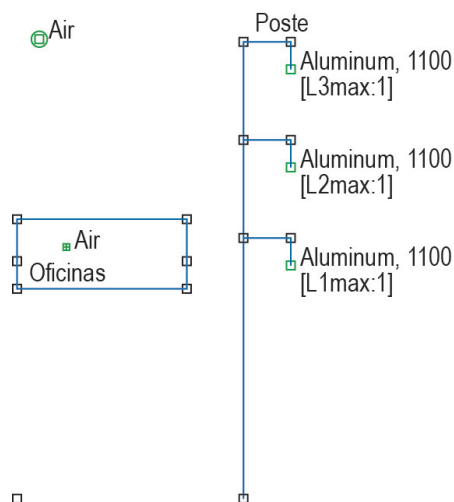 Air
Poste
Aluminum, 1100
[L3max:1]
Aluminum, 1100
[L2max:1]
Air
Oficinas
Aluminum, 1100
[L1max:1]